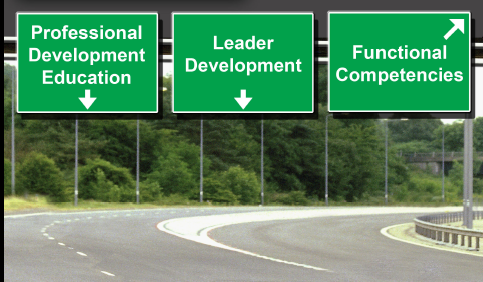 Professional
Development
Education
Leader
Development
Functional
Competencies